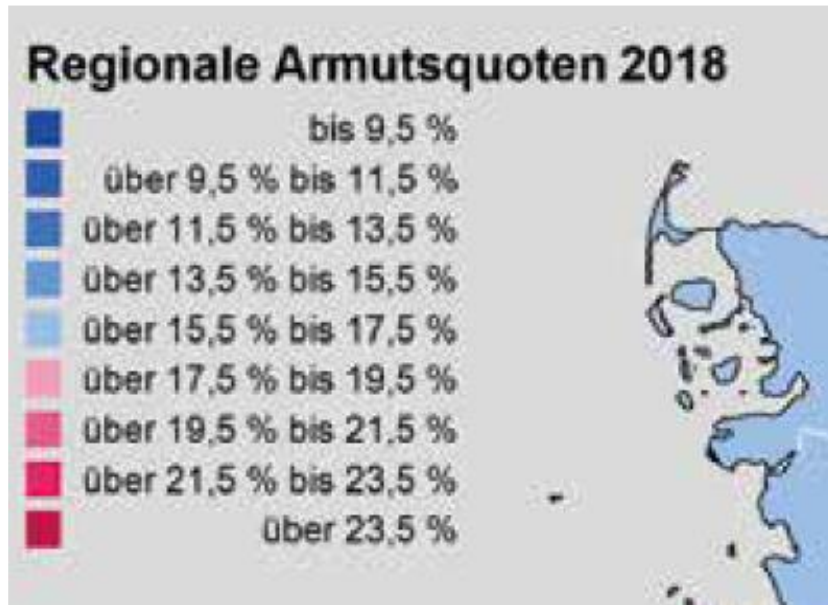 Regionale Armutsquoten 2018
bis 9,5 %
über 9,5 % bis 11,5 %
über 11,5 % bis 13,5 %
über 13,5 % bis 15,5 %
über 15,5 % bis 17,5 %
über 17,5 % bis 19,5 %
über 19,5 % bis 21,5 %
über 21,5 % bis 23,5 %
über 23,5 %